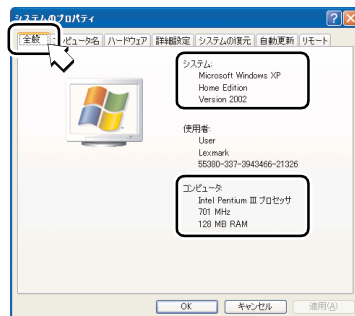 システムのプロパティ
全般 コンピュータ名 ハードウェア 詳細設定 システムの復元 自動更新 リモート
システム:
Microsoft Windows XP
Home Edition
Version 2002
使用者:
User
Lexmark
55380-337-3943466-21326
コンピュータ:
Intel Pentium III プロセッサ
701 MHz
128 MB RAM
OK キャンセル 適用(A)